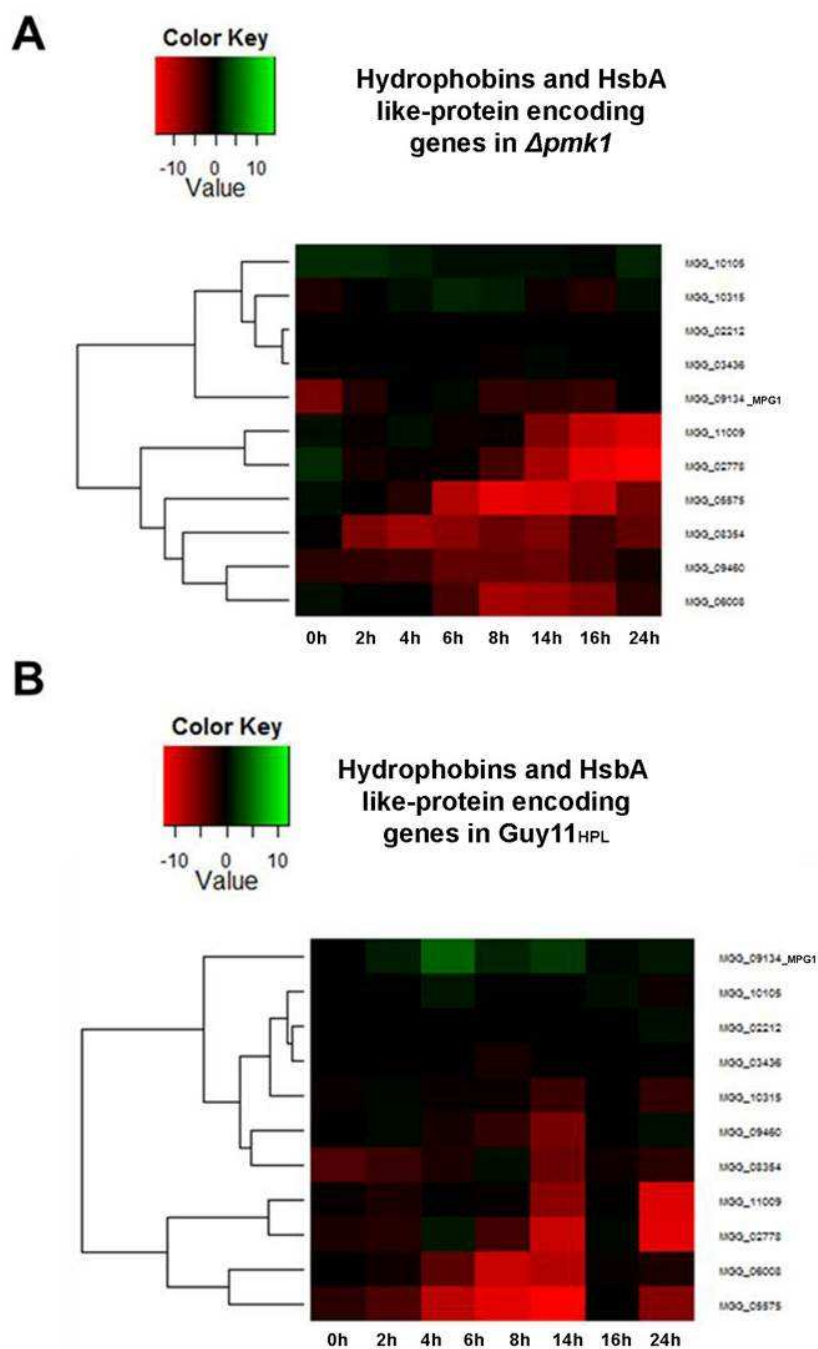 A
Color Key
-10 0 10
Value
Hydrophobins and HsbA
like-protein encoding
genes in Δpmk1
MGG_10105
MGG_10315
MGG_02212
MGG_03436
MGG_09134_MPG1
MGG_11009
MGG_02778
MGG_05575
MGG_08354
MGG_09460
MGG_06008
0h 2h 4h 6h 8h 14h 16h 24h
B
Color Key
-10 0 10
Value
Hydrophobins and HsbA
like-protein encoding
genes in Guy11HPL
MGG_09134_MPG1
MGG_10105
MGG_02212
MGG_03436
MGG_10315
MGG_09460
MGG_08354
MGG_11009
MGG_02778
MGG_06008
MGG_05575
0h 2h 4h 6h 8h 14h 16h 24h